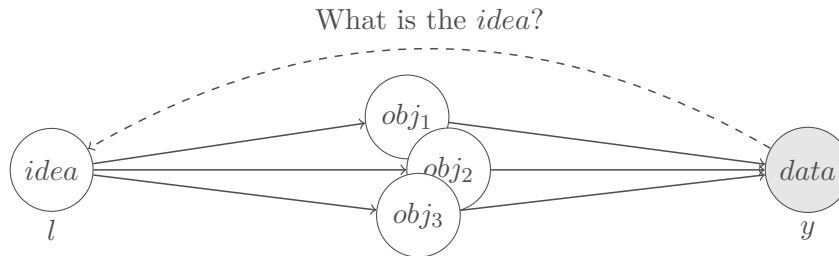 What is the idea?
obj₁
idea
obj₂
data
obj₃
l
y